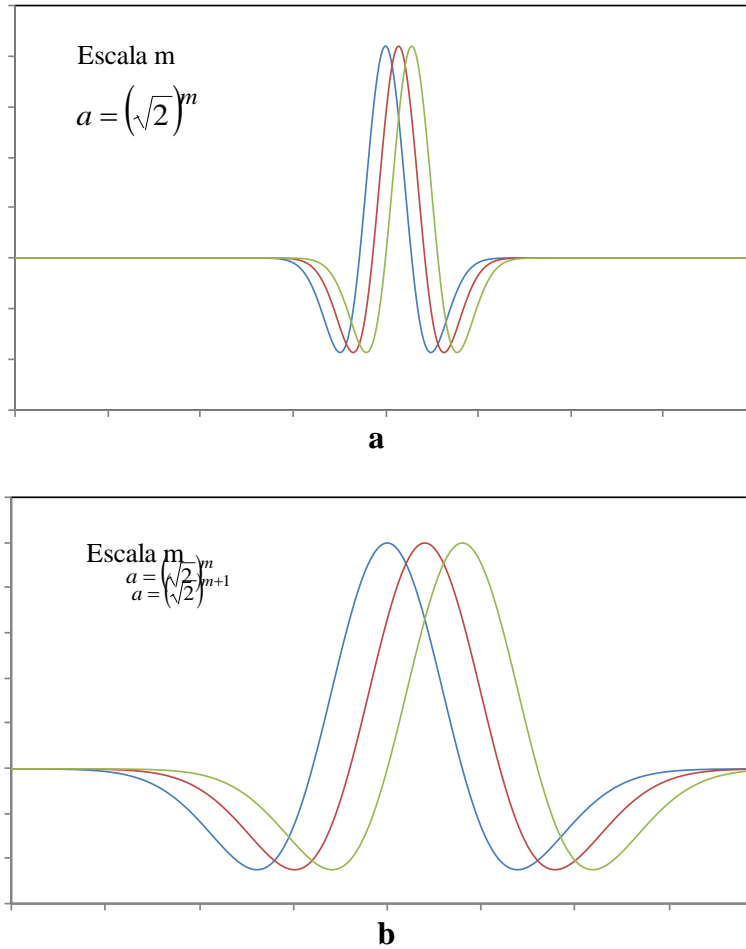 Escala m
a = (√2)^m
a
Escala m
a = (√2)^m
a = (√2)^m+1
b